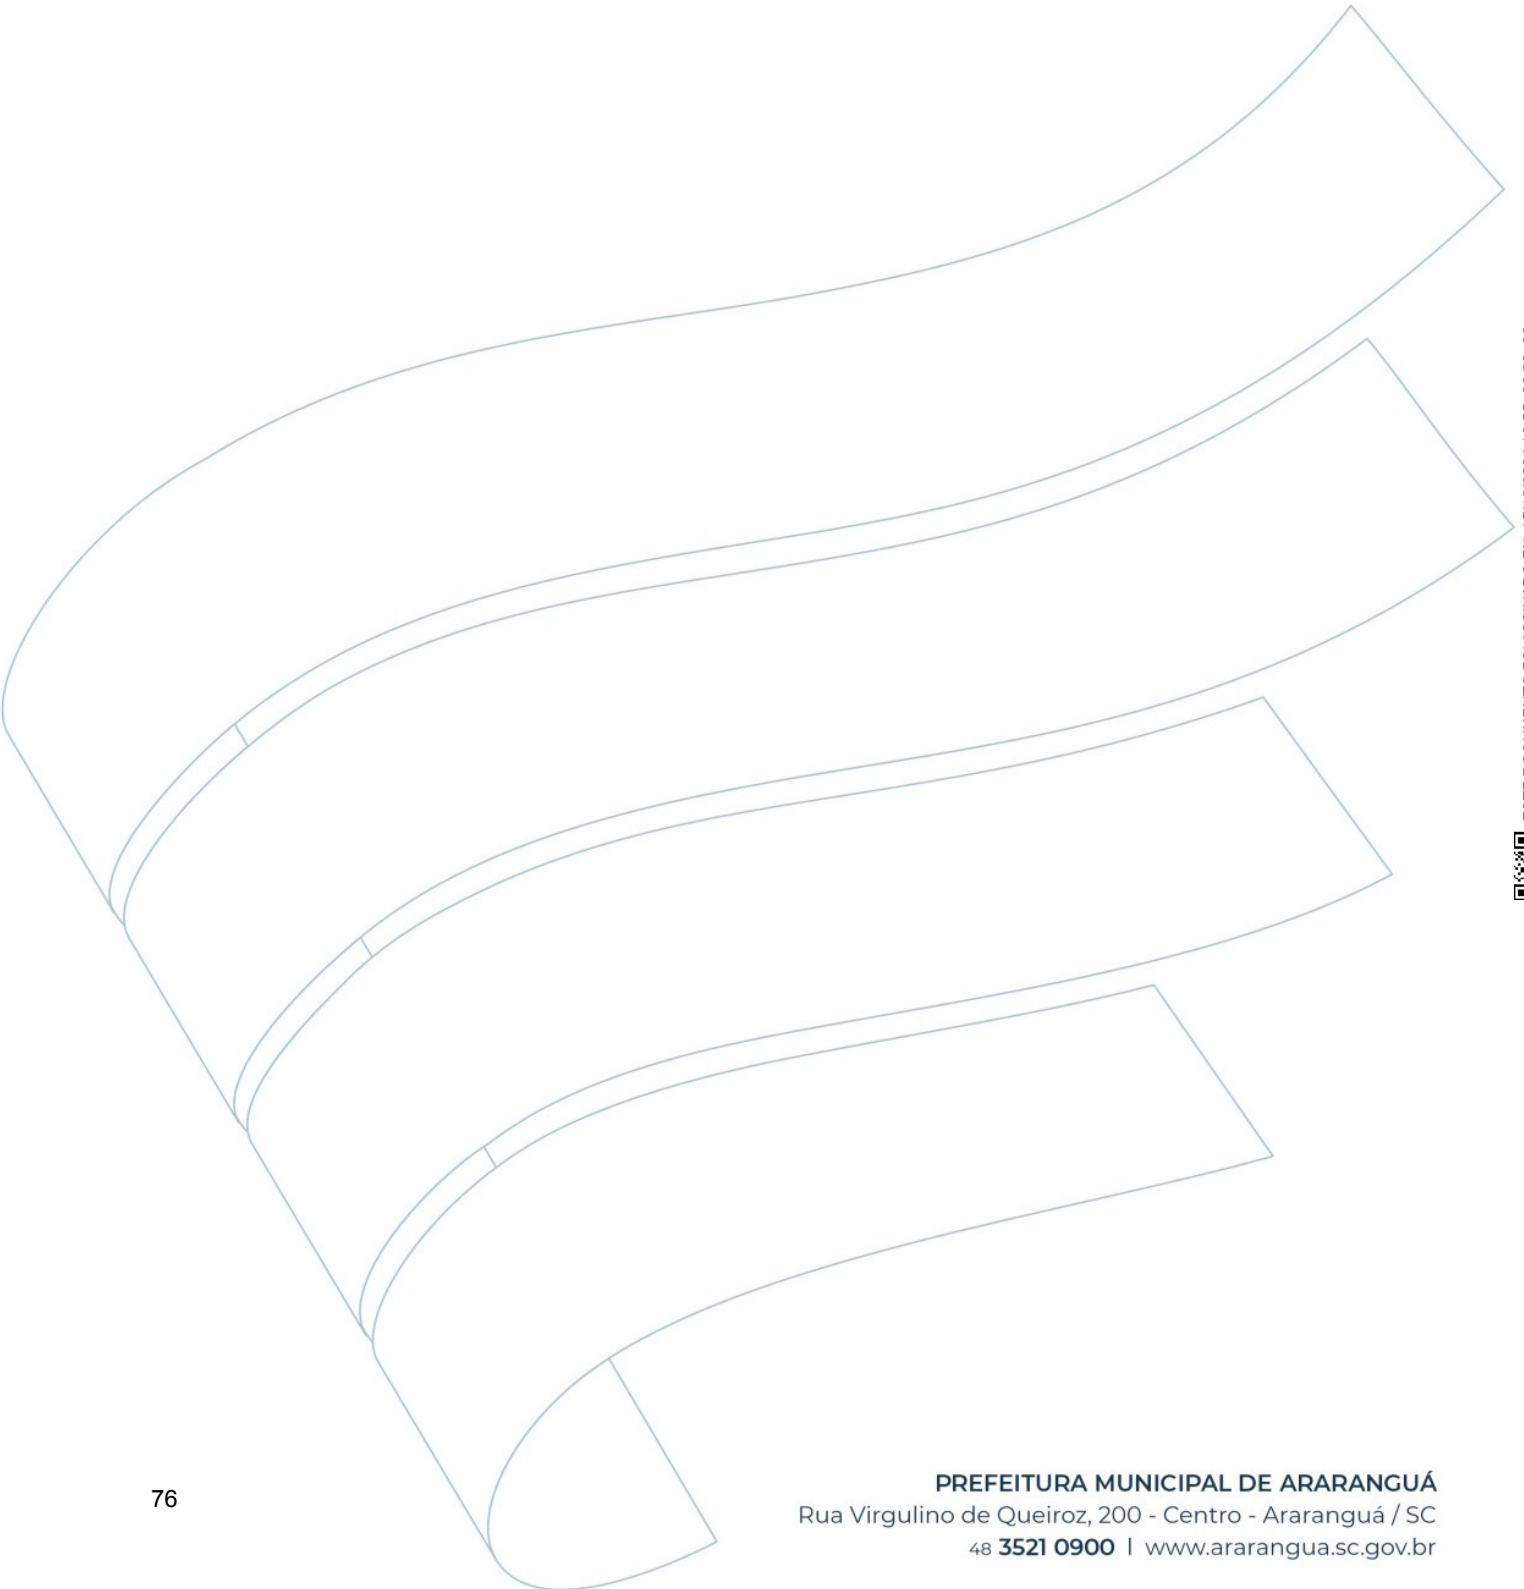 76
PREFEITURA MUNICIPAL DE ARARANGUÁ
Rua Virgulino de Queiroz, 200 - Centro - Araranguá / SC
48 3521 0900 | www.ararangua.sc.gov.br